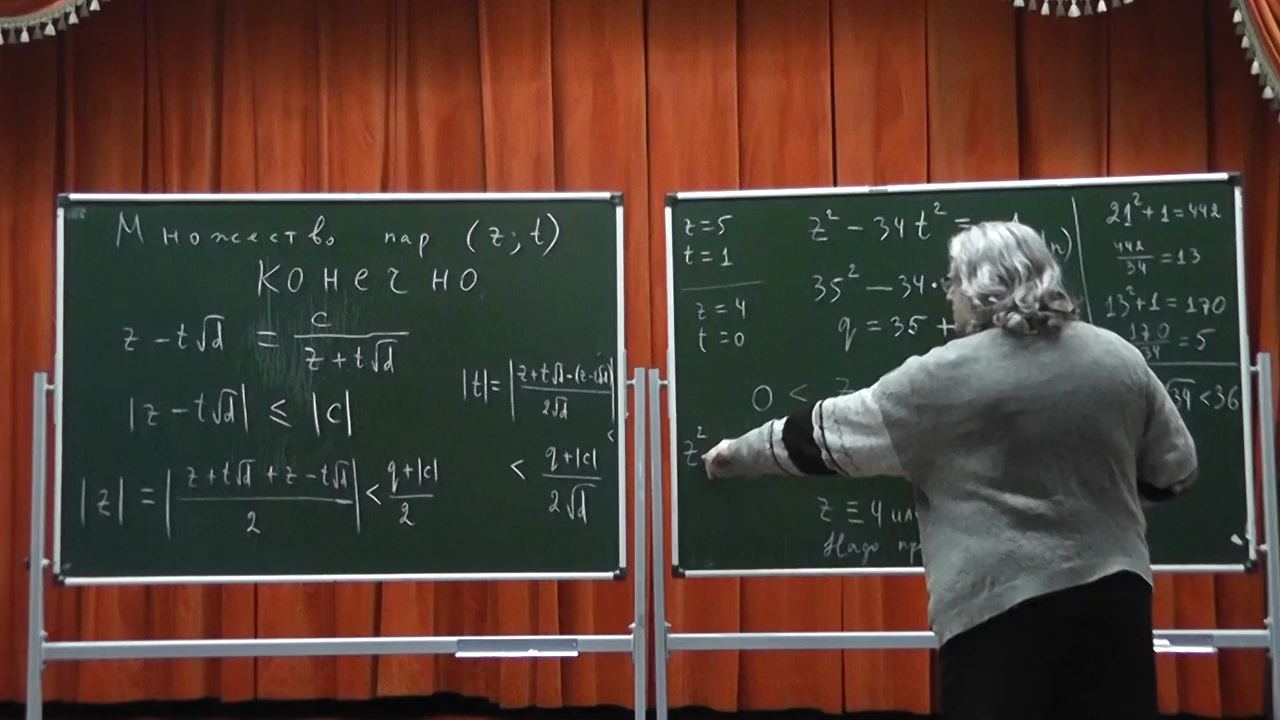 Множество пар (z; t)
конечно
z − t√d = c / (z + t√d)
|z − t√d| ≤ |c|
|t| = |(z + t√d − (z − t√d)) / 2√d| <
< (q + |c|) / 2√d
|z| = |(z + t√d + z − t√d) / 2| < (q + |c|) / 2
z = 5
t = 1
z = 4
t = 0
z² − 34t² =
35² − 34·
q = 35 +
0 <
z²
z ≡ 4
Надо
21² + 1 = 442
442 / 34 = 13
13² + 1 = 170
170 / 34 = 5
√34 < 36